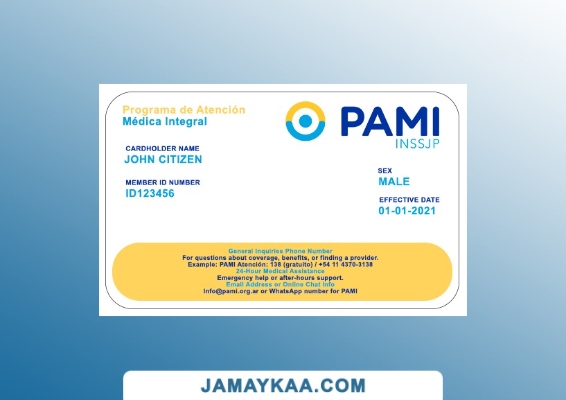 Programa de Atención
Médica Integral
PAMI
INSSJP
CARDHOLDER NAME
JOHN CITIZEN
SEX
MALE
MEMBER ID NUMBER
ID123456
EFFECTIVE DATE
01-01-2021
General Inquiries Phone Number
For questions about coverage, benefits, or finding a provider.
Example: PAMI Atención: 138 (gratuito) / +54 11 4370-3138
24-Hour Medical Assistance
Emergency help or after-hours support.
Email Address or Online Chat Info
info@pami.org.ar or WhatsApp number for PAMI
JAMAYKAA.COM